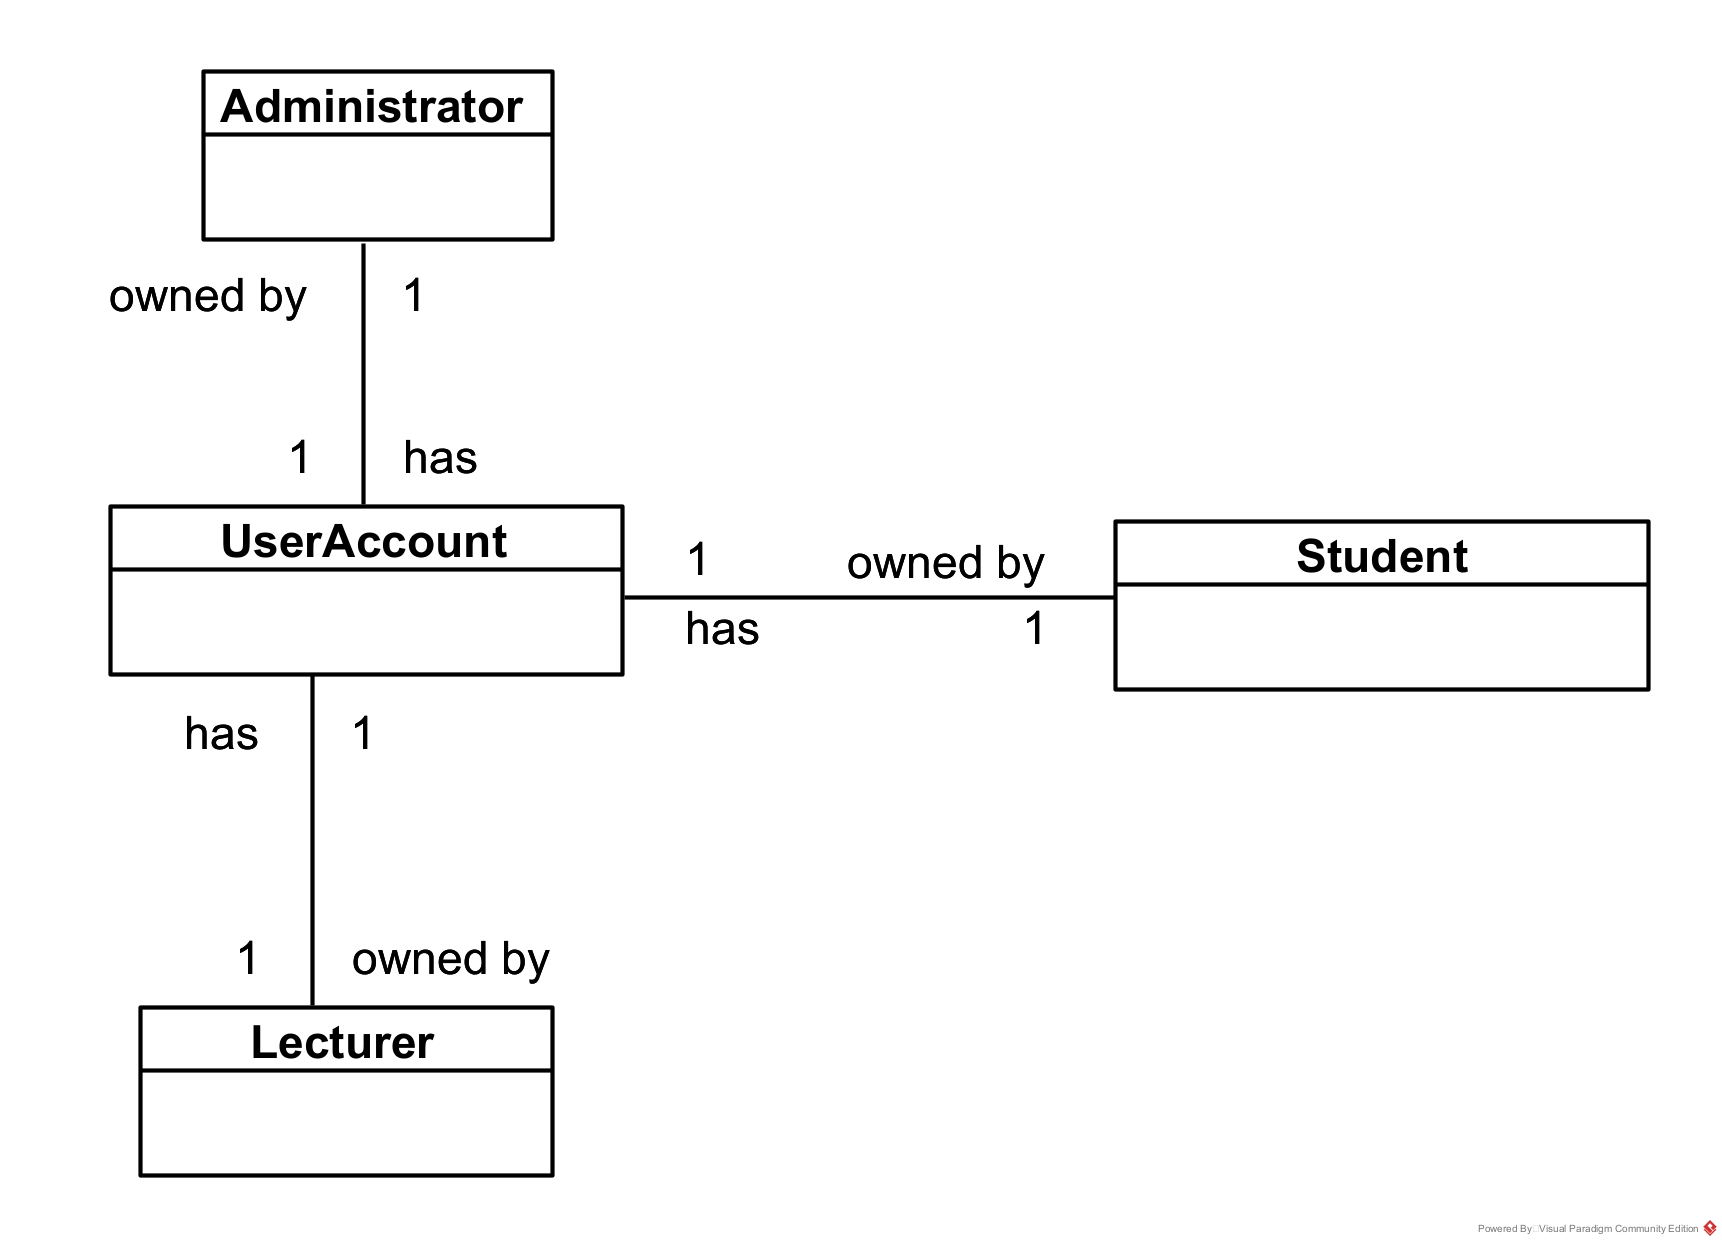 Administrator
owned by 1
1 has
UserAccount
1 owned by
has 1
Student
has 1
1 owned by
Lecturer
Powered By Visual Paradigm Community Edition